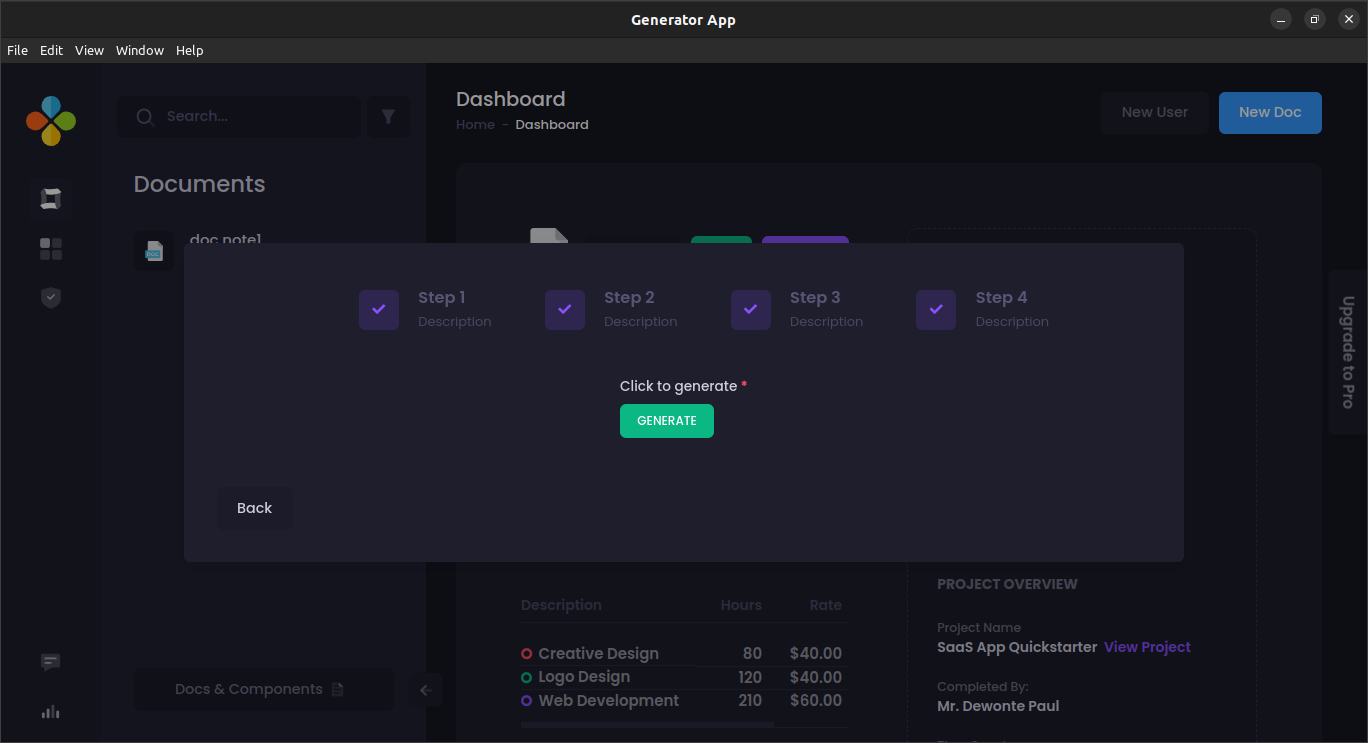 Generator App
File Edit View Window Help
Search...
Documents
doc note1
DOC
Docs & Components
Dashboard
Home - Dashboard
New User
New Doc
Step 1
Description
Step 2
Description
Step 3
Description
Step 4
Description
Click to generate *
GENERATE
Back
Description Hours Rate
Creative Design 80 $40.00
Logo Design 120 $40.00
Web Development 210 $60.00
PROJECT OVERVIEW
Project Name
SaaS App Quickstarter View Project
Completed By:
Mr. Dewonte Paul
Upgrade to Pro